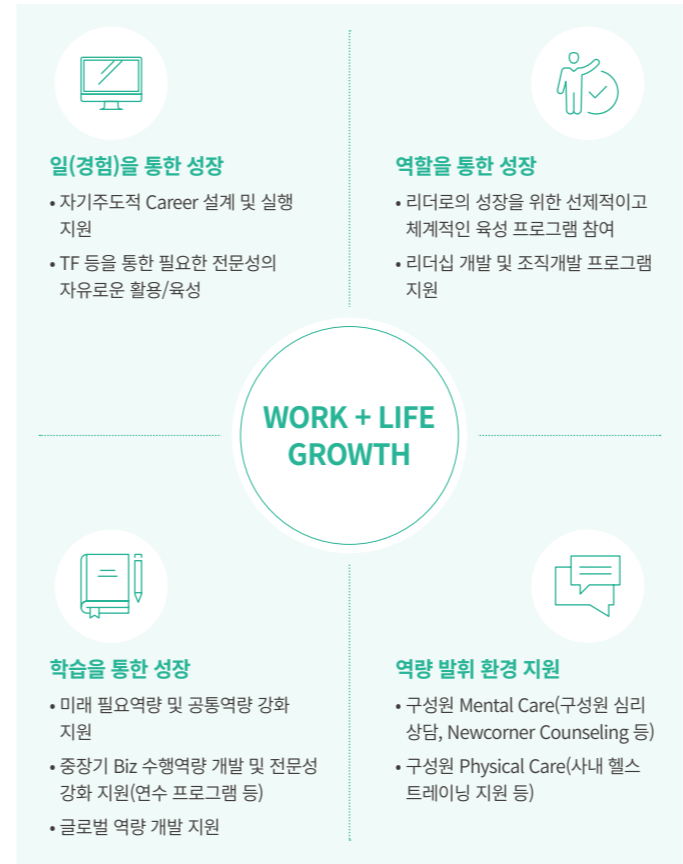 일(경험)을 통한 성장
• 자기주도적 Career 설계 및 실행
지원
• TF 등을 통한 필요한 전문성의
자유로운 활용/육성
역할을 통한 성장
• 리더로의 성장을 위한 선제적이고
체계적인 육성 프로그램 참여
• 리더십 개발 및 조직개발 프로그램
지원
WORK + LIFE
GROWTH
학습을 통한 성장
• 미래 필요역량 및 공통역량 강화
지원
• 중장기 Biz 수행역량 개발 및 전문성
강화 지원(연수 프로그램 등)
• 글로벌 역량 개발 지원
역량 발휘 환경 지원
• 구성원 Mental Care(구성원 심리
상담, Newcorner Counseling 등)
• 구성원 Physical Care(사내 헬스
트레이닝 지원 등)